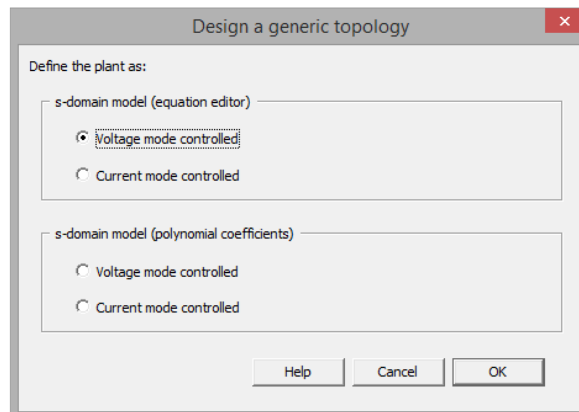 Design a generic topology
Define the plant as:
s-domain model (equation editor)
Voltage mode controlled
Current mode controlled
s-domain model (polynomial coefficients)
Voltage mode controlled
Current mode controlled
Help Cancel OK